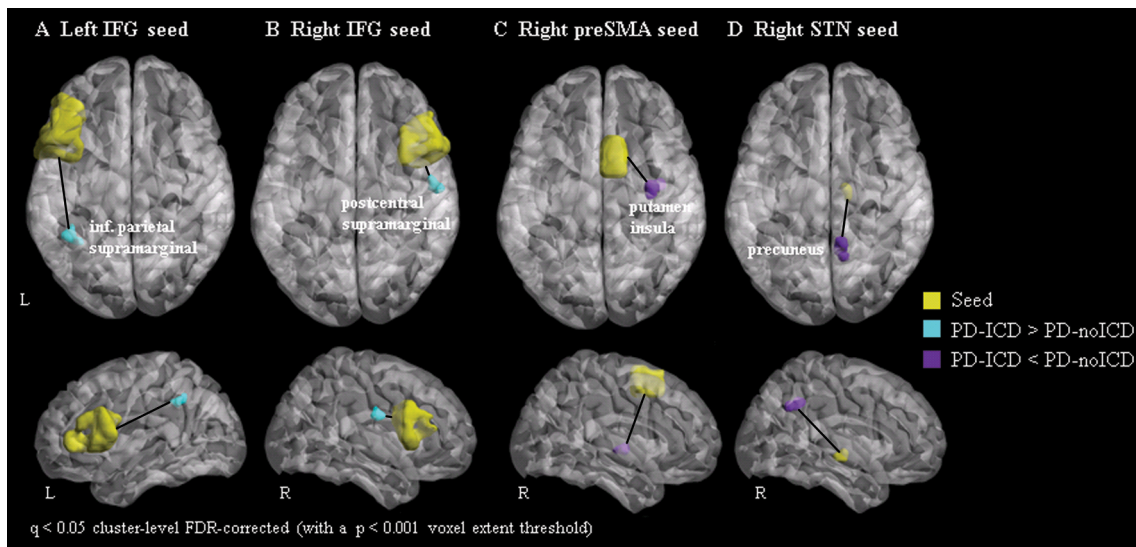 A Left IFG seed
B Right IFG seed
C Right preSMA seed
D Right STN seed
inf. parietal
supramarginal
postcentral
supramarginal
putamen
insula
precuneus
L
Seed
PD-ICD > PD-noICD
PD-ICD < PD-noICD
L
R
R
R
q < 0.05 cluster-level FDR-corrected (with a p < 0.001 voxel extent threshold)